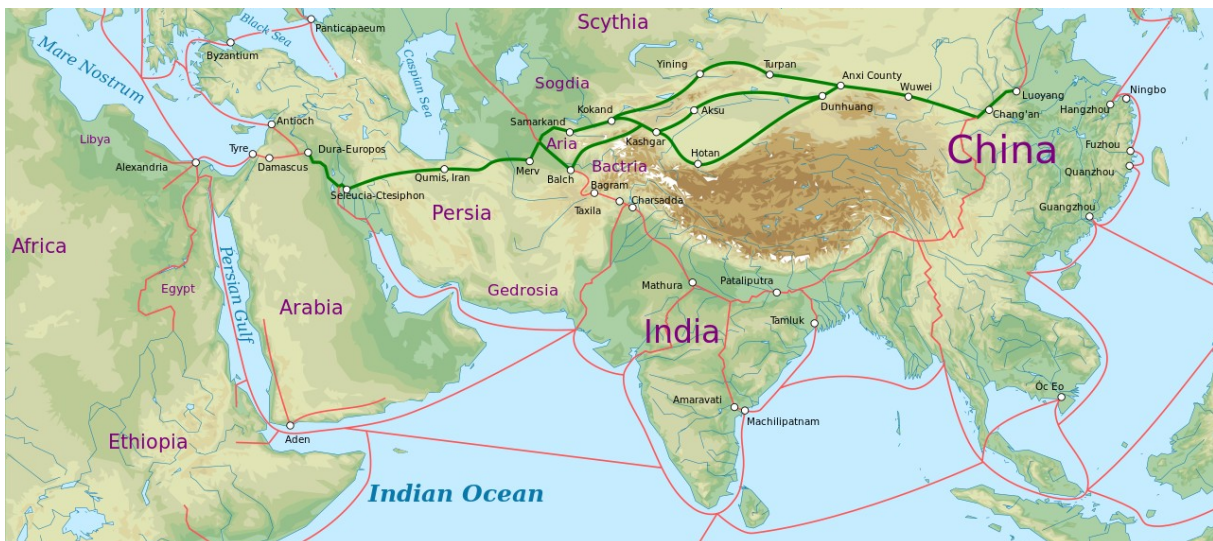 Scythia
Black Sea
Panticapaeum
Mare Nostrum
Byzantium
Caspian Sea
Yining
Turpan
Anxi County
Sogdia
Wuwei
Luoyang
Ningbo
Kokand
Dunhuang
Hangzhou
Samarkand
Aksu
Chang'an
Antioch
Libya
Tyre
Dura-Europos
Aria
Kashgar
Fuzhou
Alexandria
Damascus
Qumis, Iran
Merv
Balch
Bactria
Hotan
China
Quanzhou
Seleucia-Ctesiphon
Bagram
Charsadda
Taxila
Guangzhou
Persia
Africa
Persian Gulf
Egypt
Arabia
Gedrosia
Mathura
Pataliputra
India
Tamluk
Óc Eo
Amaravati
Machilipatnam
Ethiopia
Aden
Indian Ocean